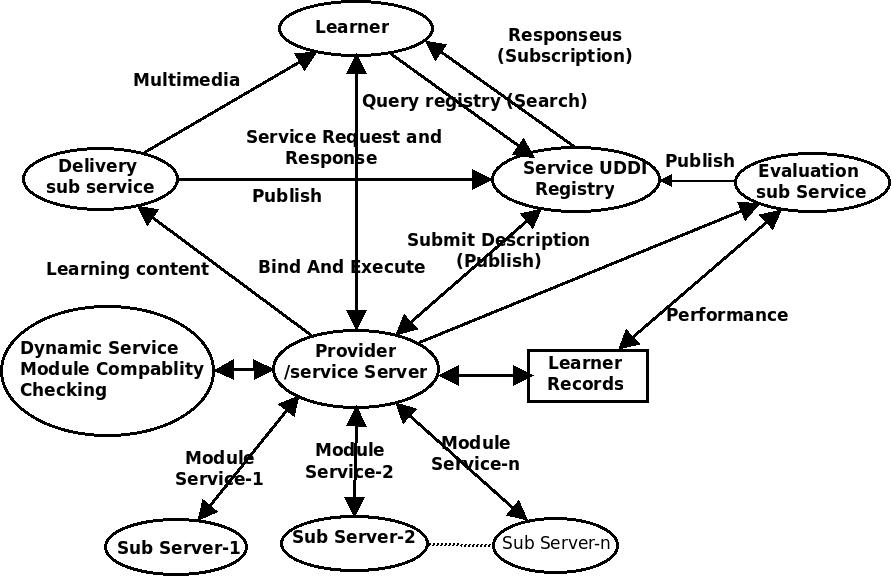 Learner
Responseus
(Subscription)
Multimedia
Query registry (Search)
Service Request and
Response
Delivery
sub service
Publish
Service UDDI
Registry
Publish
Evaluation
sub Service
Submit Description
(Publish)
Learning content
Bind And Execute
Performance
Dynamic Service
Module Compablity
Checking
Provider
/service Server
Learner
Records
Module
Service-1
Module
Service-2
Module
Service-n
Sub Server-1
Sub Server-2
Sub Server-n